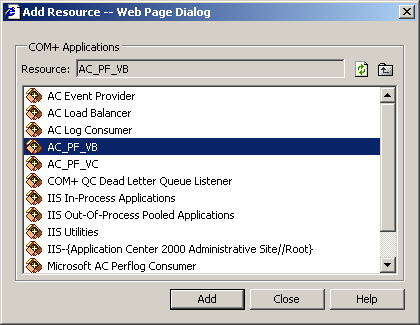 Add Resource -- Web Page Dialog
COM+ Applications
Resource: AC_PF_VB
AC Event Provider
AC Load Balancer
AC Log Consumer
AC_PF_VB
AC_PF_VC
COM+ QC Dead Letter Queue Listener
IIS In-Process Applications
IIS Out-Of-Process Pooled Applications
IIS Utilities
IIS-{Application Center 2000 Administrative Site//Root}
Microsoft AC Perflog Consumer
Add Close Help